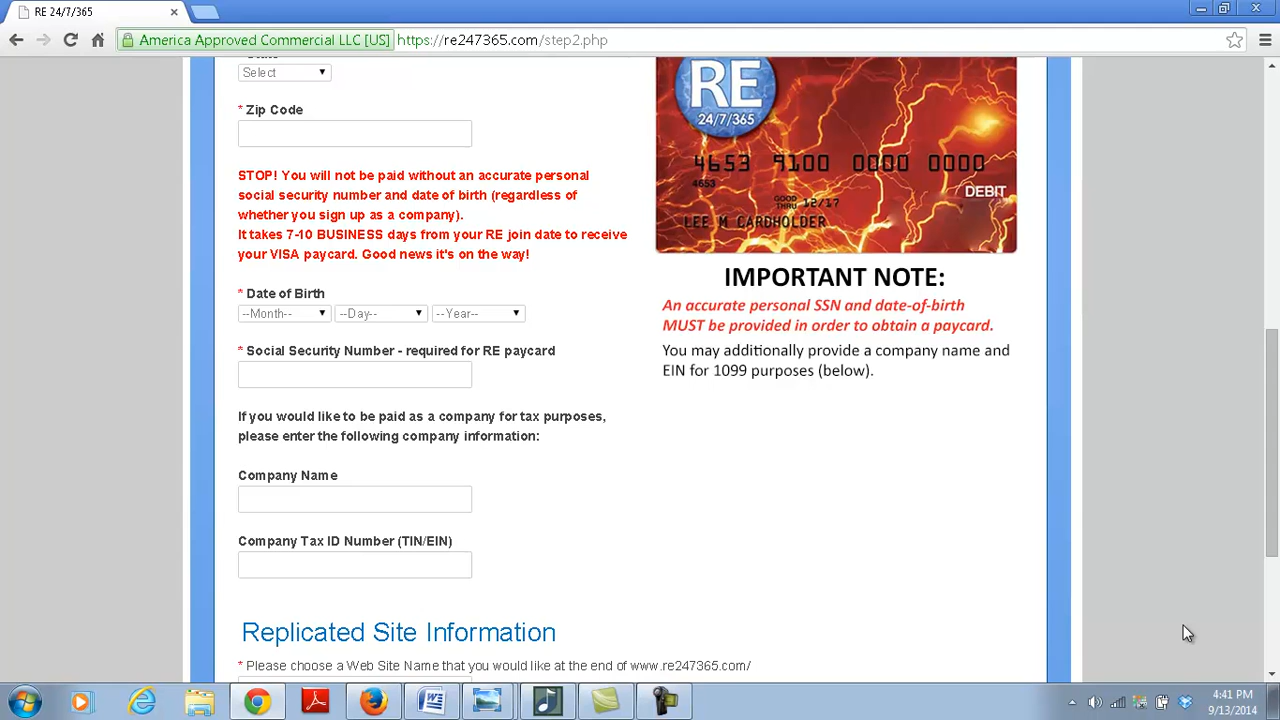 RE 24/7/365
America Approved Commercial LLC [US]
https://re247365.com/step2.php
Select
* Zip Code
STOP! You will not be paid without an accurate personal
social security number and date of birth (regardless of
whether you sign up as a company).
It takes 7-10 BUSINESS days from your RE join date to receive
your VISA paycard. Good news it's on the way!
* Date of Birth
--Month--
--Day--
--Year--
* Social Security Number - required for RE paycard
If you would like to be paid as a company for tax purposes,
please enter the following company information:
Company Name
Company Tax ID Number (TIN/EIN)
RE
24/7/365
4653 9100 0000 0000
4653
DEBIT
GOOD
THRU 12/17
LEE M CARDHOLDER
IMPORTANT NOTE:
An accurate personal SSN and date-of-birth
MUST be provided in order to obtain a paycard.
You may additionally provide a company name and
EIN for 1099 purposes (below).
Replicated Site Information
* Please choose a Web Site Name that you would like at the end of www.re247365.com/
4:41 PM
9/13/2014